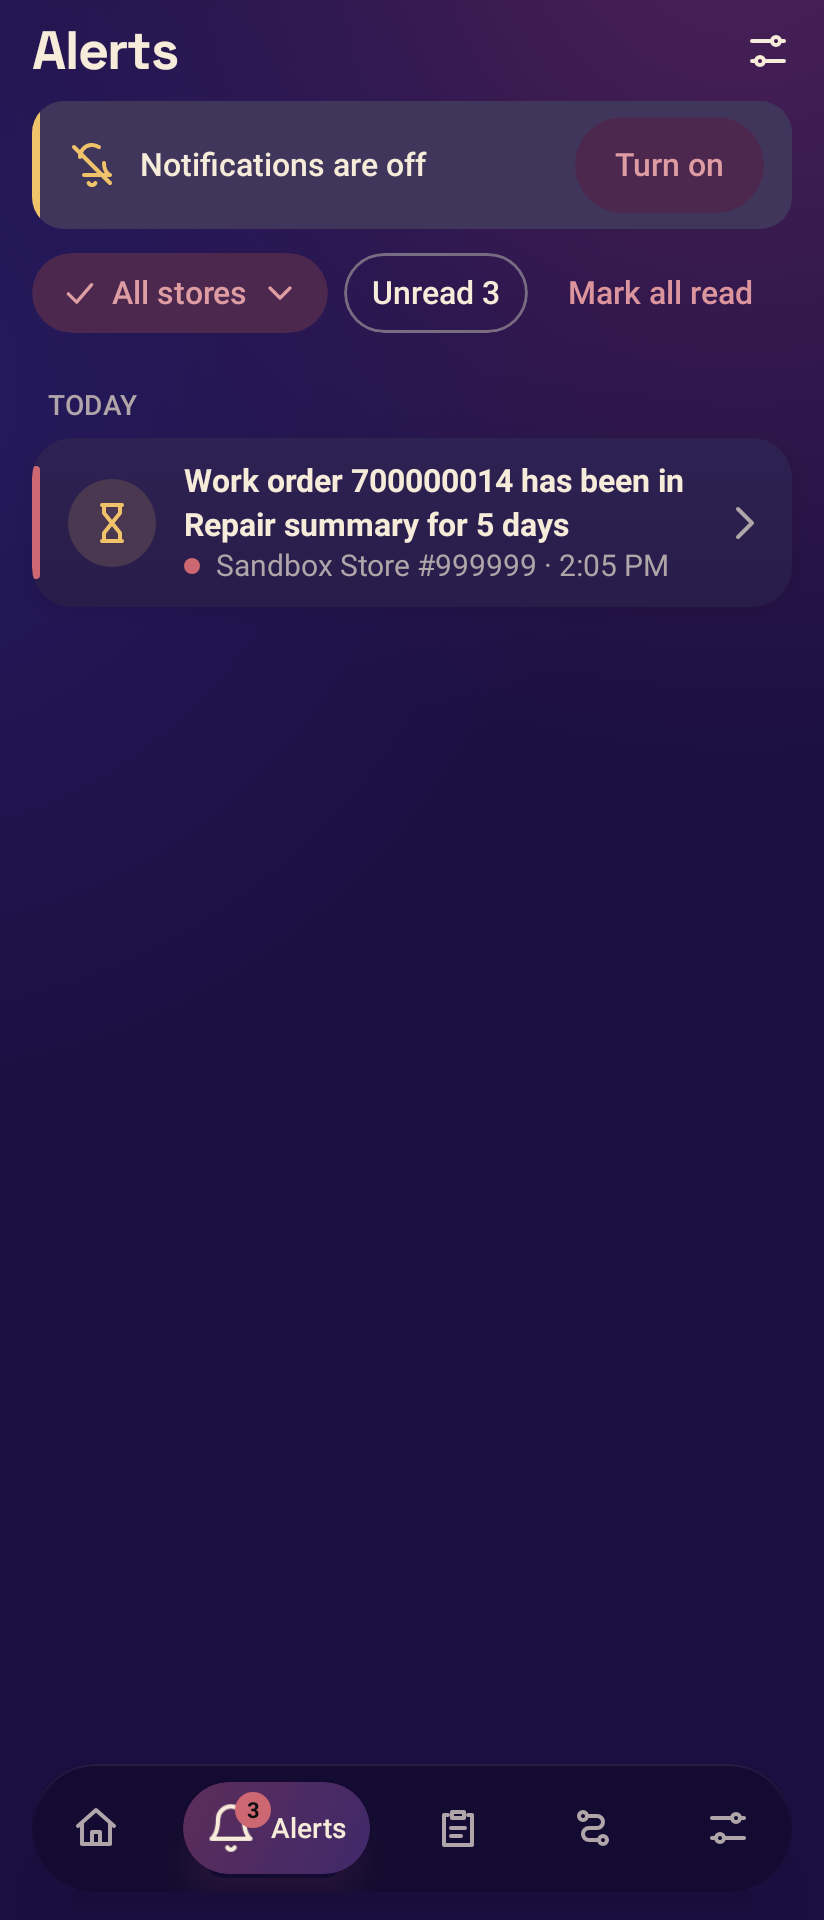 Alerts
Notifications are off
Turn on
All stores
Unread 3
Mark all read
TODAY
Work order 700000014 has been in
Repair summary for 5 days
Sandbox Store #999999 · 2:05 PM
3
Alerts